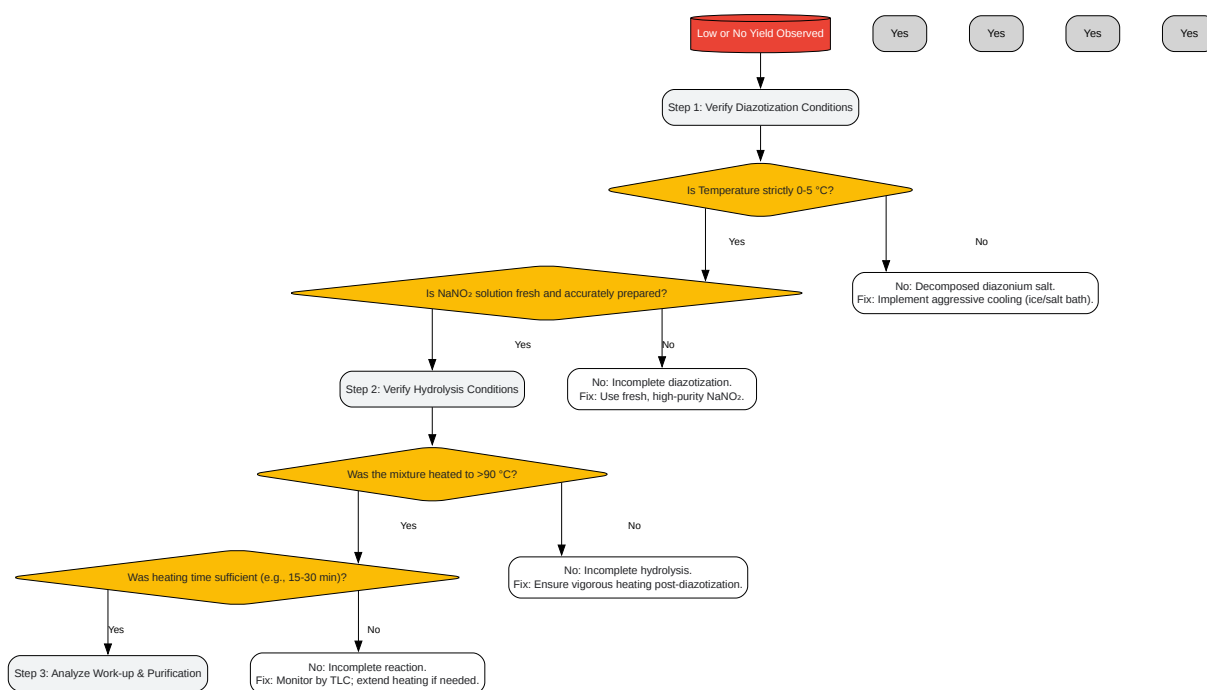 Low or No Yield Observed
Yes
Yes
Yes
Yes
Step 1: Verify Diazotization Conditions
Is Temperature strictly 0-5 °C?
Yes
No
No: Decomposed diazonium salt.
Fix: Implement aggressive cooling (ice/salt bath).
Is NaNO₂ solution fresh and accurately prepared?
Yes
No
Step 2: Verify Hydrolysis Conditions
No: Incomplete diazotization.
Fix: Use fresh, high-purity NaNO₂.
Was the mixture heated to >90 °C?
Yes
No
No: Incomplete hydrolysis.
Fix: Ensure vigorous heating post-diazotization.
Was heating time sufficient (e.g., 15-30 min)?
Yes
No
Step 3: Analyze Work-up & Purification
No: Incomplete reaction.
Fix: Monitor by TLC; extend heating if needed.